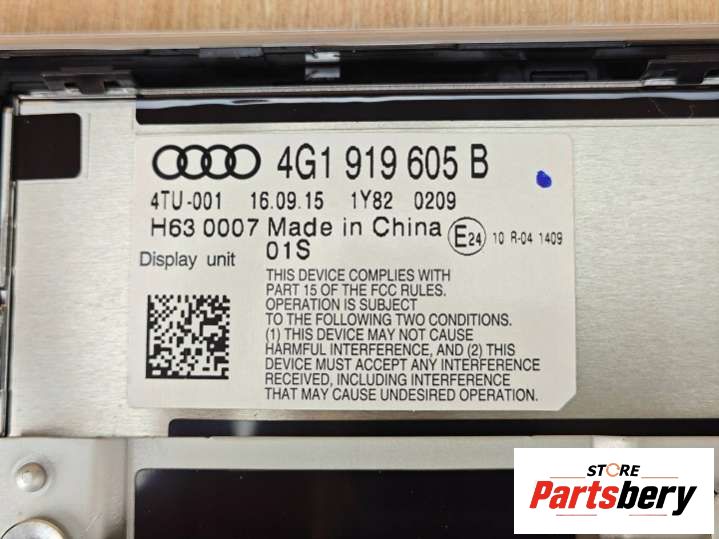 4G1 919 605 B
4TU-001 16.09.15 1Y82 0209
H63 0007 Made in China
01S
E24 10 R-04 1409
Display unit
THIS DEVICE COMPLIES WITH
PART 15 OF THE FCC RULES.
OPERATION IS SUBJECT
TO THE FOLLOWING TWO CONDITIONS.
(1) THIS DEVICE MAY NOT CAUSE
HARMFUL INTERFERENCE, AND (2) THIS
DEVICE MUST ACCEPT ANY INTERFERENCE
RECEIVED, INCLUDING INTERFERENCE
THAT MAY CAUSE UNDESIRED OPERATION.
STORE
Partsbery